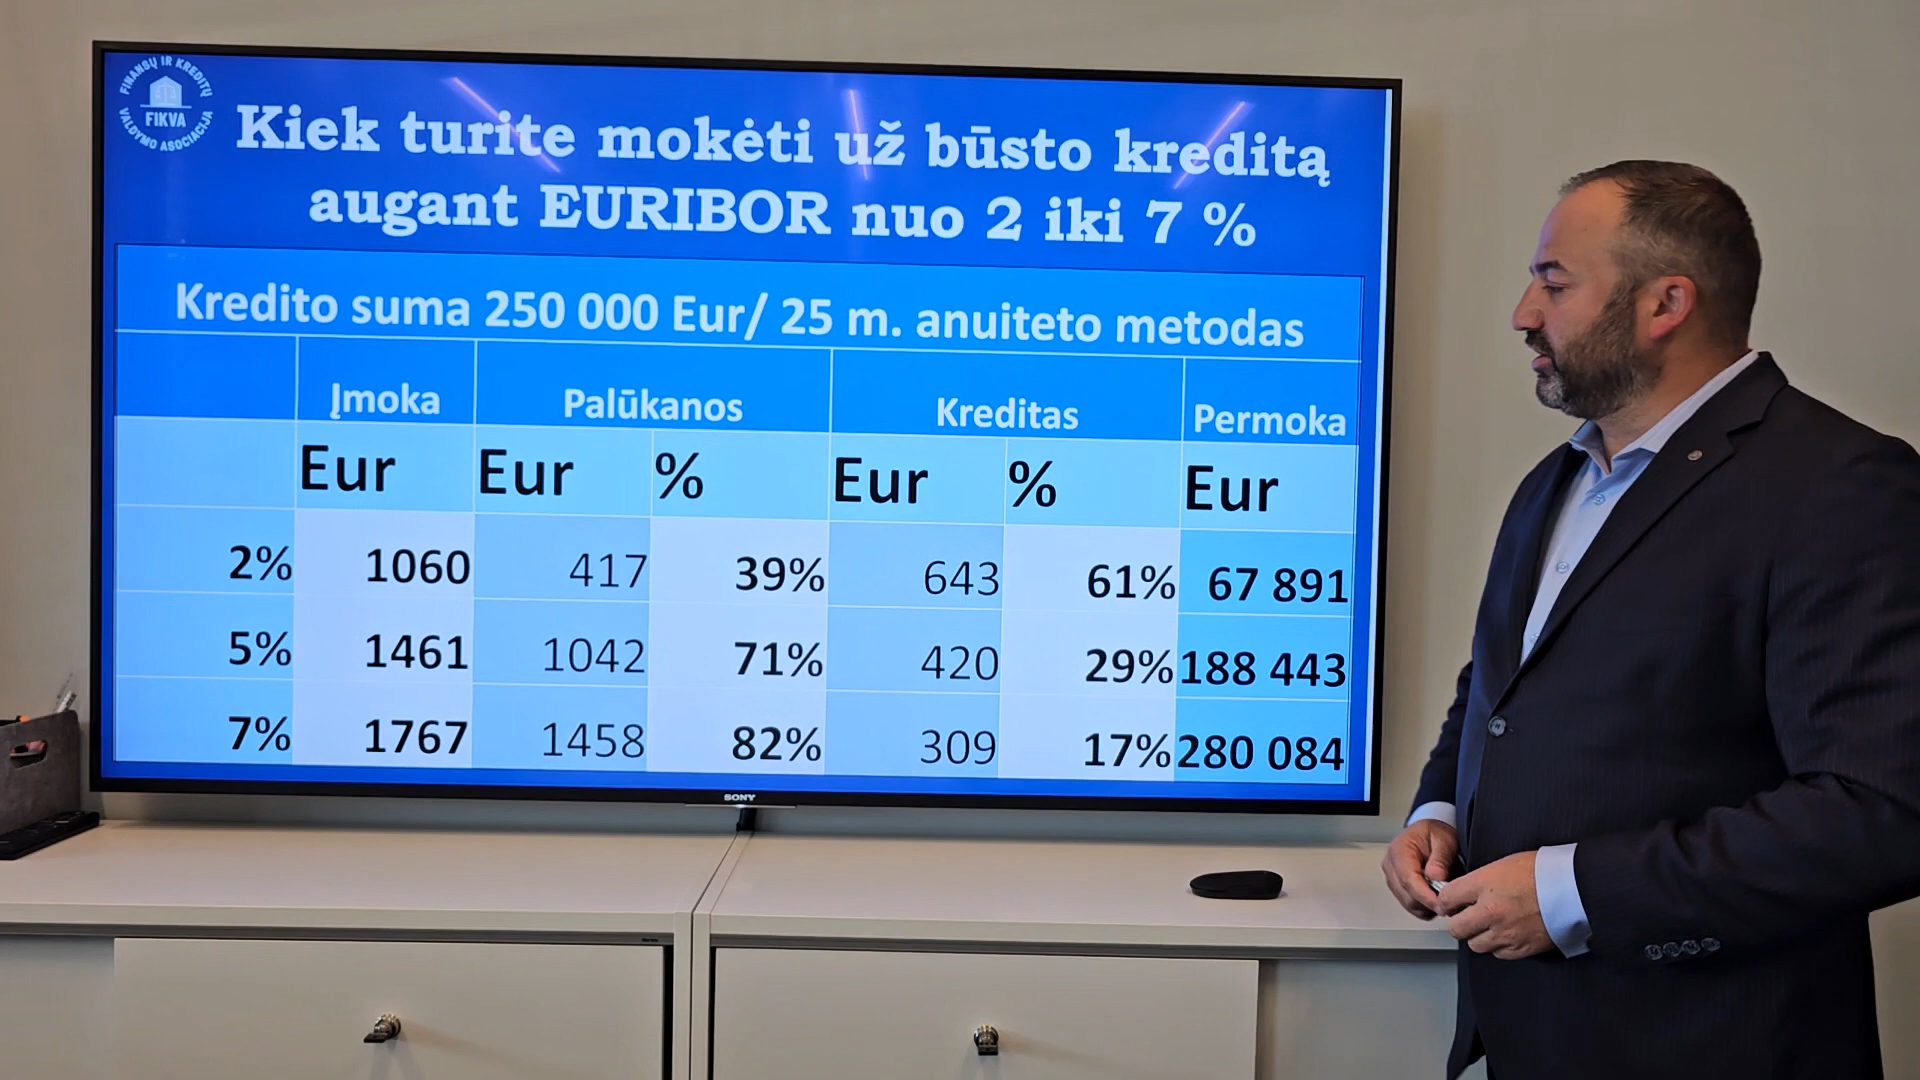 FINANSŲ IR KREDITŲ
FIKVA
VALDYMO ASOCIACIJA
Kiek turite mokėti už būsto kreditą
augant EURIBOR nuo 2 iki 7 %
Kredito suma 250 000 Eur/ 25 m. anuiteto metodas
Įmoka Palūkanos Kreditas Permoka
Eur Eur % Eur % Eur
2% 1060 417 39% 643 61% 67 891
5% 1461 1042 71% 420 29% 188 443
7% 1767 1458 82% 309 17% 280 084
SONY